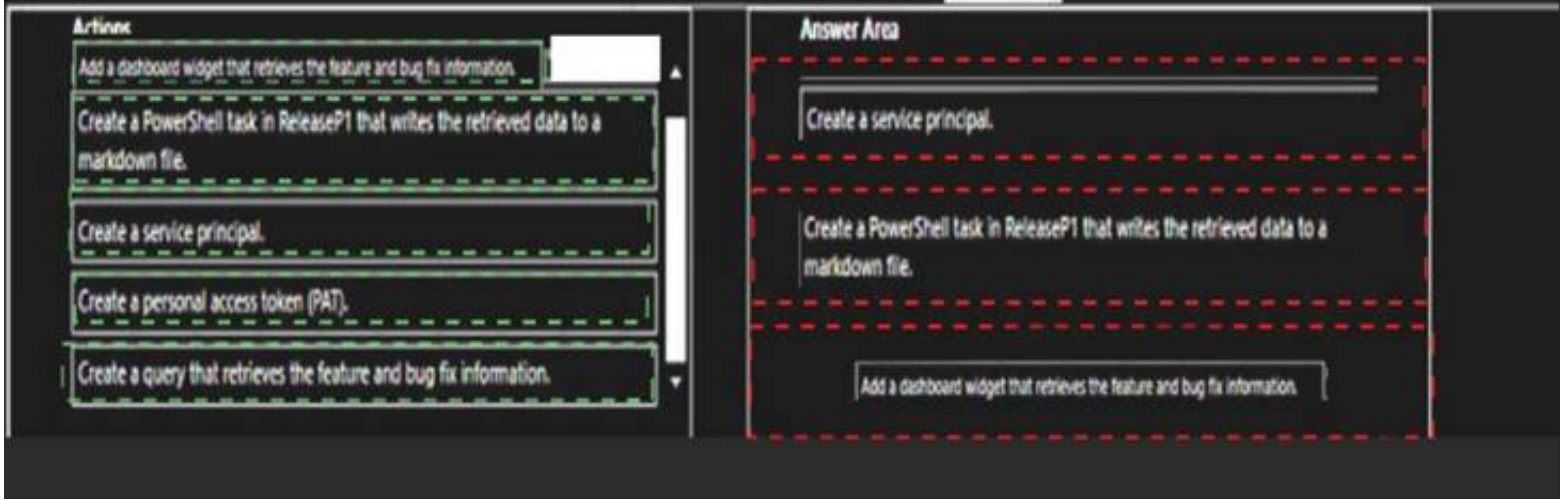 Actions
Add a dashboard widget that retrieves the feature and bug fix information.
Create a PowerShell task in ReleaseP1 that writes the retrieved data to a
markdown file.
Create a service principal.
Create a personal access token (PAT).
Create a query that retrieves the feature and bug fix information.
Answer Area
Create a service principal.
Create a PowerShell task in ReleaseP1 that writes the retrieved data to a
markdown file.
Add a dashboard widget that retrieves the feature and bug fix information.